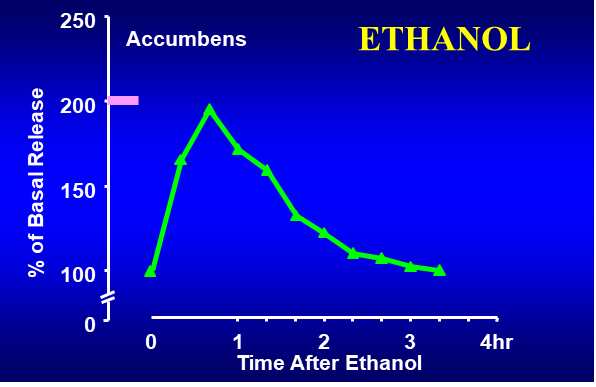 250
Accumbens
ETHANOL
200
150
100
0
% of Basal Release
0 1 2 3 4hr
Time After Ethanol